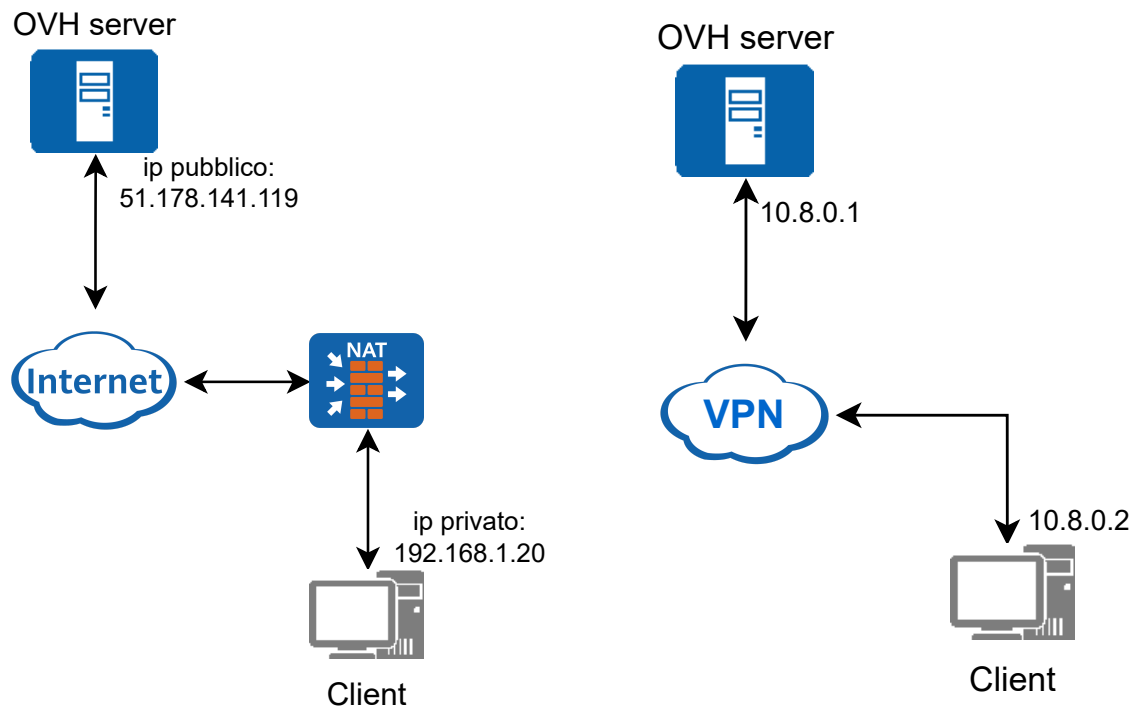 OVH server
ip pubblico:
51.178.141.119
Internet
NAT
ip privato:
192.168.1.20
Client
OVH server
10.8.0.1
VPN
10.8.0.2
Client